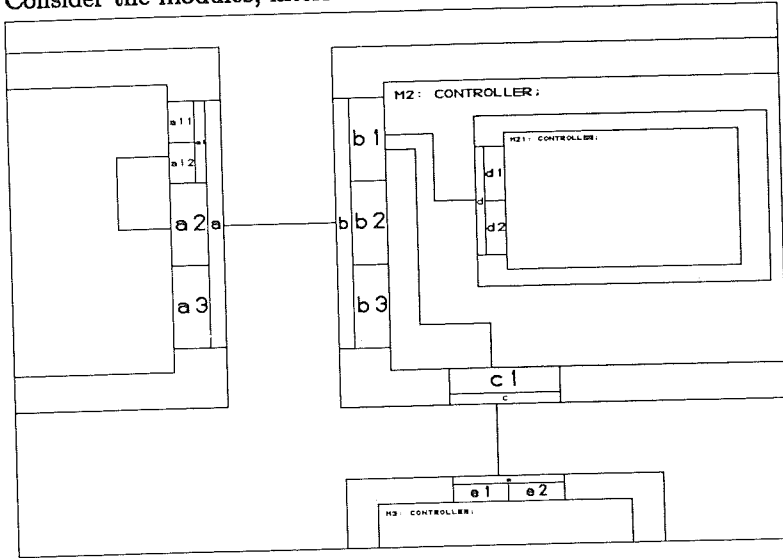 Consider the modules,
M2: CONTROLLER;
a11
a1
a12
a2
a
a3
b1
b
b2
b3
M21: CONTROLLER;
d1
d
d2
c1
c
e
e1 e2
M3: CONTROLLER;